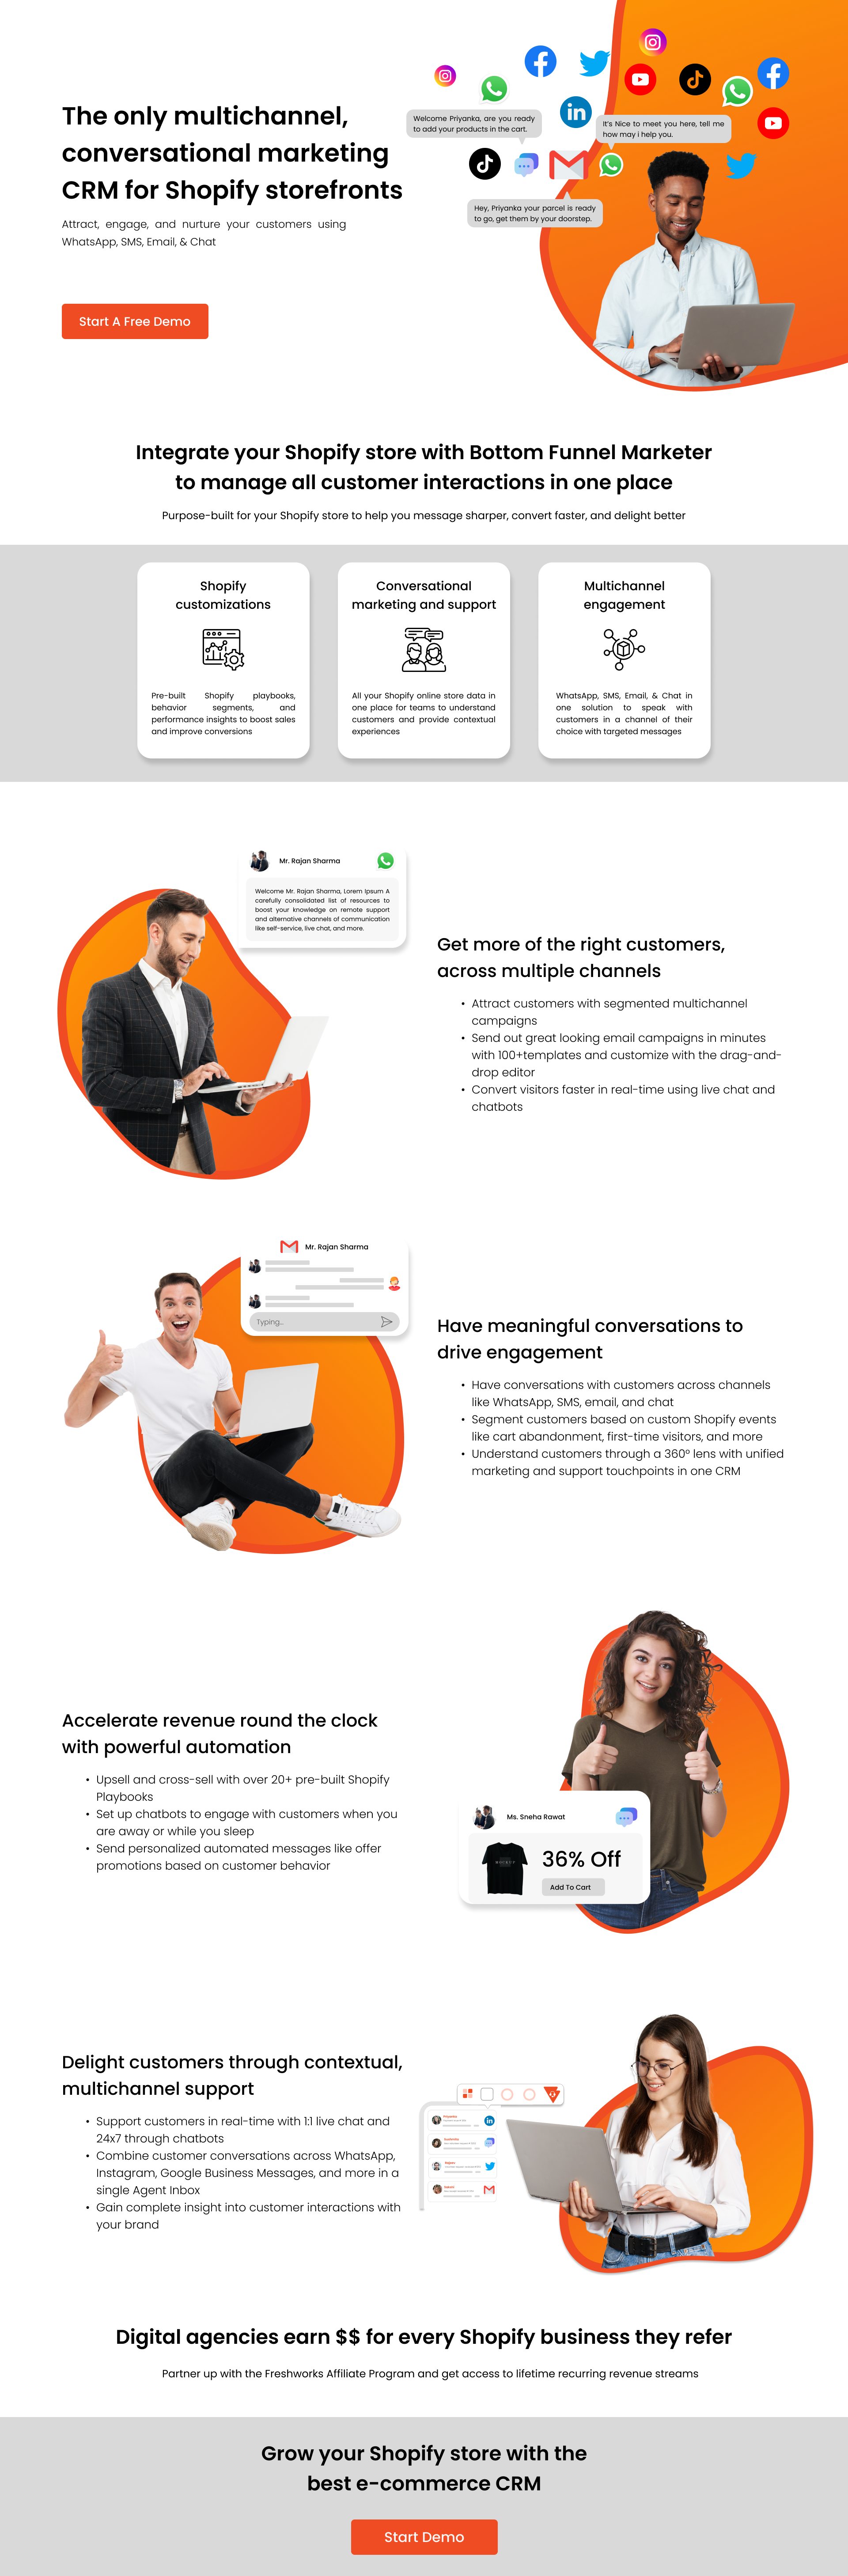 The only multichannel,
conversational marketing
CRM for Shopify storefronts
Attract, engage, and nurture your customers using
WhatsApp, SMS, Email, & Chat
Start A Free Demo
Welcome Priyanka, are you ready
to add your products in the cart.
It's Nice to meet you here, tell me
how may i help you.
Hey, Priyanka your parcel is ready
to go, get them by your doorstep.
Integrate your Shopify store with Bottom Funnel Marketer
to manage all customer interactions in one place
Purpose-built for your Shopify store to help you message sharper, convert faster, and delight better
Shopify
customizations
Pre-built Shopify playbooks,
behavior segments, and
performance insights to boost sales
and improve conversions
Conversational
marketing and support
All your Shopify online store data in
one place for teams to understand
customers and provide contextual
experiences
Multichannel
engagement
WhatsApp, SMS, Email, & Chat in
one solution to speak with
customers in a channel of their
choice with targeted messages
Mr. Rajan Sharma
Welcome Mr. Rajan Sharma, Lorem Ipsum A
carefully consolidated list of resources to
boost your knowledge on remote support
and alternative channels of communication
like self-service, live chat, and more.
Get more of the right customers,
across multiple channels
• Attract customers with segmented multichannel
campaigns
• Send out great looking email campaigns in minutes
with 100+templates and customize with the drag-and-
drop editor
• Convert visitors faster in real-time using live chat and
chatbots
Mr. Rajan Sharma
Typing...
Have meaningful conversations to
drive engagement
• Have conversations with customers across channels
like WhatsApp, SMS, email, and chat
• Segment customers based on custom Shopify events
like cart abandonment, first-time visitors, and more
• Understand customers through a 360° lens with unified
marketing and support touchpoints in one CRM
Accelerate revenue round the clock
with powerful automation
• Upsell and cross-sell with over 20+ pre-built Shopify
Playbooks
• Set up chatbots to engage with customers when you
are away or while you sleep
• Send personalized automated messages like offer
promotions based on customer behavior
Ms. Sneha Rawat
36% Off
Add To Cart
Delight customers through contextual,
multichannel support
• Support customers in real-time with 1:1 live chat and
24x7 through chatbots
• Combine customer conversations across WhatsApp,
Instagram, Google Business Messages, and more in a
single Agent Inbox
• Gain complete insight into customer interactions with
your brand
Digital agencies earn $$ for every Shopify business they refer
Partner up with the Freshworks Affiliate Program and get access to lifetime recurring revenue streams
Grow your Shopify store with the
best e-commerce CRM
Start Demo